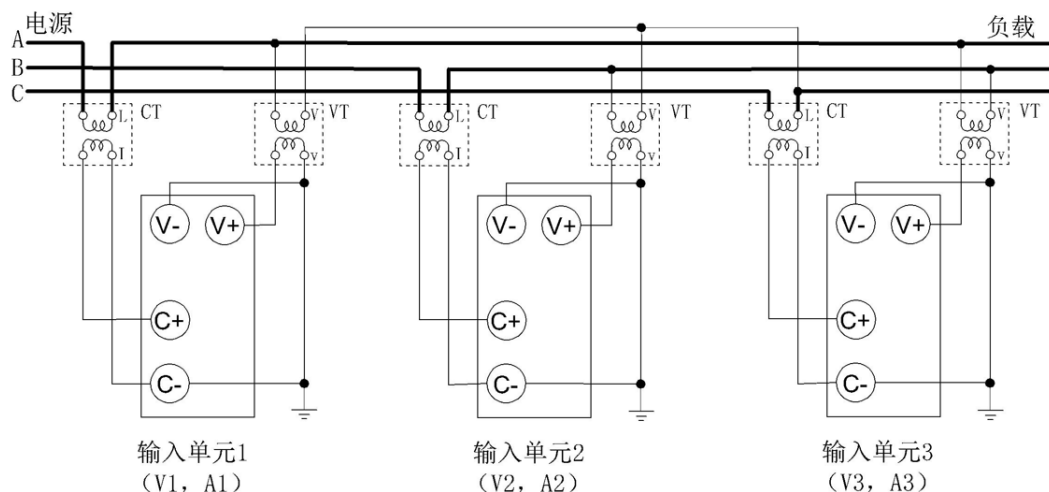 电源
负载
A
B
C
L CT
V VT
L CT
V VT
L CT
V VT
I
v
I
v
I
v
V- V+
V- V+
V- V+
C+
C+
C+
C-
C-
C-
输入单元1
输入单元2
输入单元3
(V1, A1)
(V2, A2)
(V3, A3)